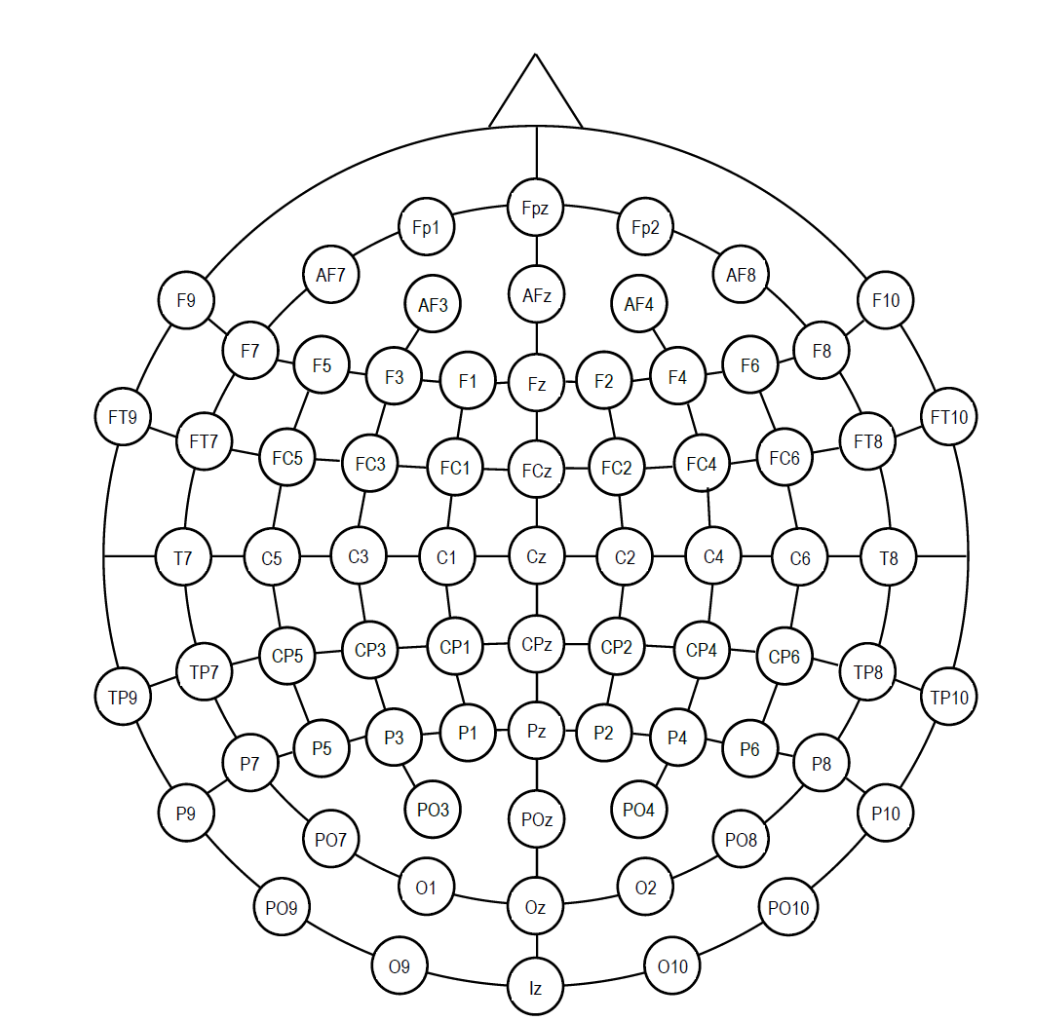 Fpz
Fp1 Fp2
AF7 AF8
AF3 AFz AF4
F9 F10
F7 F5 F3 F1 Fz F2 F4 F6 F8
FT9 FT10
FT7 FC5 FC3 FC1 FCz FC2 FC4 FC6 FT8
T7 C5 C3 C1 Cz C2 C4 C6 T8
TP7 CP5 CP3 CP1 CPz CP2 CP4 CP6 TP8
TP9 TP10
P7 P5 P3 P1 Pz P2 P4 P6 P8
P9 PO3 POz PO4 P10
PO7 PO8
O1 O2
PO9 Oz PO10
O9 O10
Iz